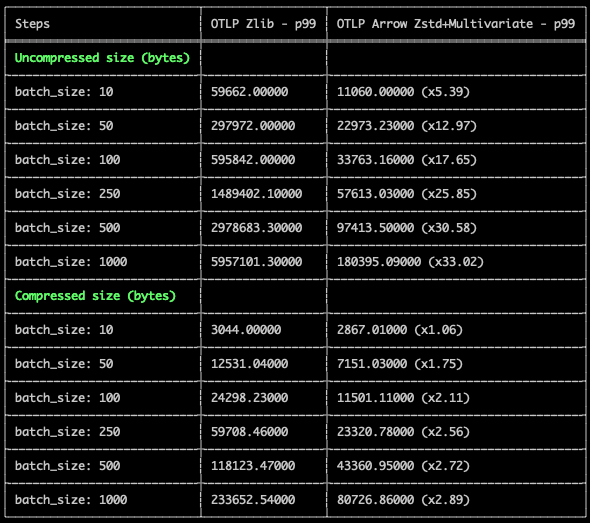 Steps OTLP Zlib - p99 OTLP Arrow Zstd+Multivariate - p99
Uncompressed size (bytes)
batch_size: 10 59662.00000 11060.00000 (x5.39)
batch_size: 50 297972.00000 22973.23000 (x12.97)
batch_size: 100 595842.00000 33763.16000 (x17.65)
batch_size: 250 1489402.10000 57613.03000 (x25.85)
batch_size: 500 2978683.30000 97413.50000 (x30.58)
batch_size: 1000 5957101.30000 180395.09000 (x33.02)
Compressed size (bytes)
batch_size: 10 3044.00000 2867.01000 (x1.06)
batch_size: 50 12531.04000 7151.03000 (x1.75)
batch_size: 100 24298.23000 11501.11000 (x2.11)
batch_size: 250 59708.46000 23320.78000 (x2.56)
batch_size: 500 118123.47000 43360.95000 (x2.72)
batch_size: 1000 233652.54000 80726.86000 (x2.89)